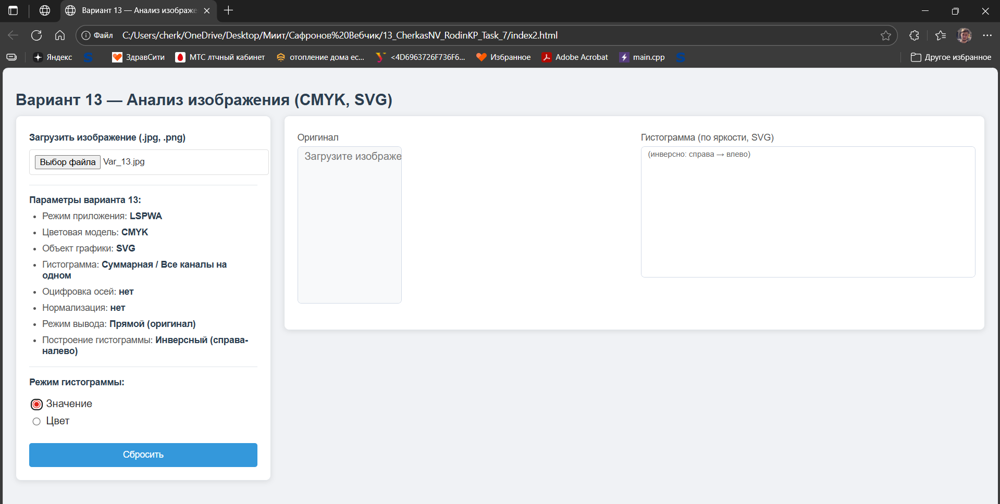 Вариант 13 — Анализ изображе
Файл C:/Users/cherk/OneDrive/Desktop/Миит/Сафронов%20Вебчик/13_CherkasNV_RodinKP_Task_7/index2.html
Яндекс ЗдравСити МТС лтчный кабинет отопление дома ес... <4D6963726F736F6... Избранное Adobe Acrobat main.cpp Другое избранное
Вариант 13 — Анализ изображения (CMYK, SVG)
Загрузить изображение (.jpg, .png)
Выбор файла Var_13.jpg
Параметры варианта 13:
• Режим приложения: LSPWA
• Цветовая модель: CMYK
• Объект графики: SVG
• Гистограмма: Суммарная / Все каналы на
одном
• Оцифровка осей: нет
• Нормализация: нет
• Режим вывода: Прямой (оригинал)
• Построение гистограммы: Инверсный (справа-
налево)
Режим гистограммы:
Значение
Цвет
Сбросить
Оригинал
Загрузите изображе
Гистограмма (по яркости, SVG)
(инверсно: справа → влево)